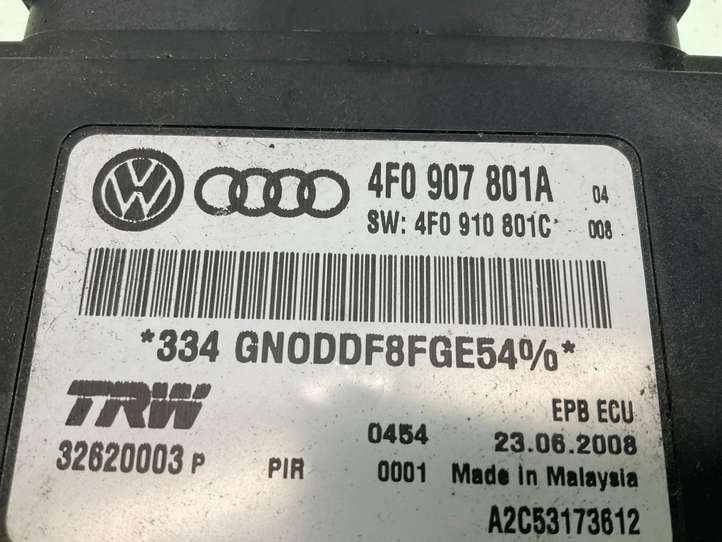 4F0 907 801A 04
SW: 4F0 910 801C 008
*334 GN0DDF8FGE54%*
TRW EPB ECU
0454 23.06.2008
32620003 P PIR 0001 Made in Malaysia
A2C53173612